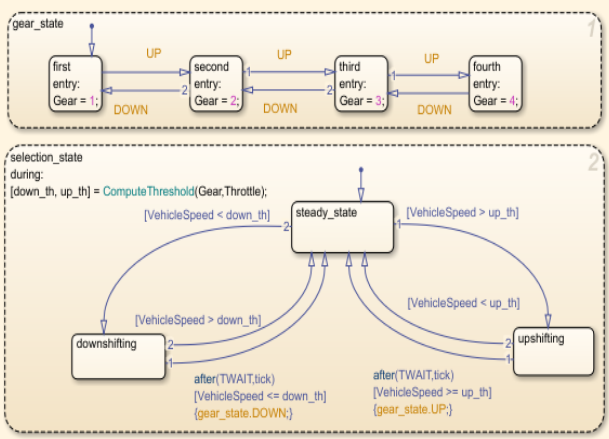 gear_state
1
UP
UP
UP
first
entry:
Gear = 1;
second
entry:
Gear = 2;
third
entry:
Gear = 3;
fourth
entry:
Gear = 4;
1
2
1
2
1
DOWN
DOWN
DOWN
selection_state
2
during:
[down_th, up_th] = ComputeThreshold(Gear,Throttle);
[VehicleSpeed < down_th]
steady_state
[VehicleSpeed > up_th]
2
1
[VehicleSpeed > down_th]
[VehicleSpeed < up_th]
downshifting
2
1
upshifting
2
1
after(TWAIT,tick)
[VehicleSpeed <= down_th]
{gear_state.DOWN;}
after(TWAIT,tick)
[VehicleSpeed >= up_th]
{gear_state.UP;}